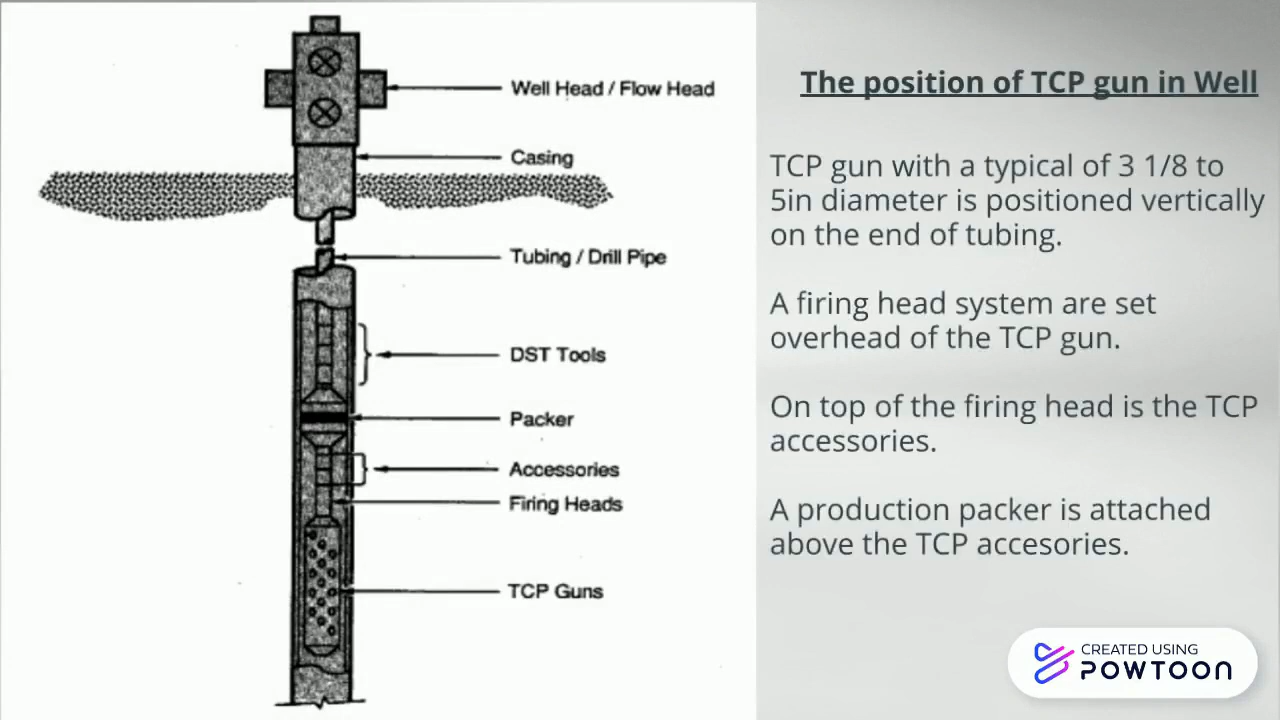 Well Head / Flow Head
Casing
Tubing / Drill Pipe
DST Tools
Packer
Accessories
Firing Heads
TCP Guns
The position of TCP gun in Well
TCP gun with a typical of 3 1/8 to
5in diameter is positioned vertically
on the end of tubing.
A firing head system are set
overhead of the TCP gun.
On top of the firing head is the TCP
accessories.
A production packer is attached
above the TCP accesories.
CREATED USING
POWTOON